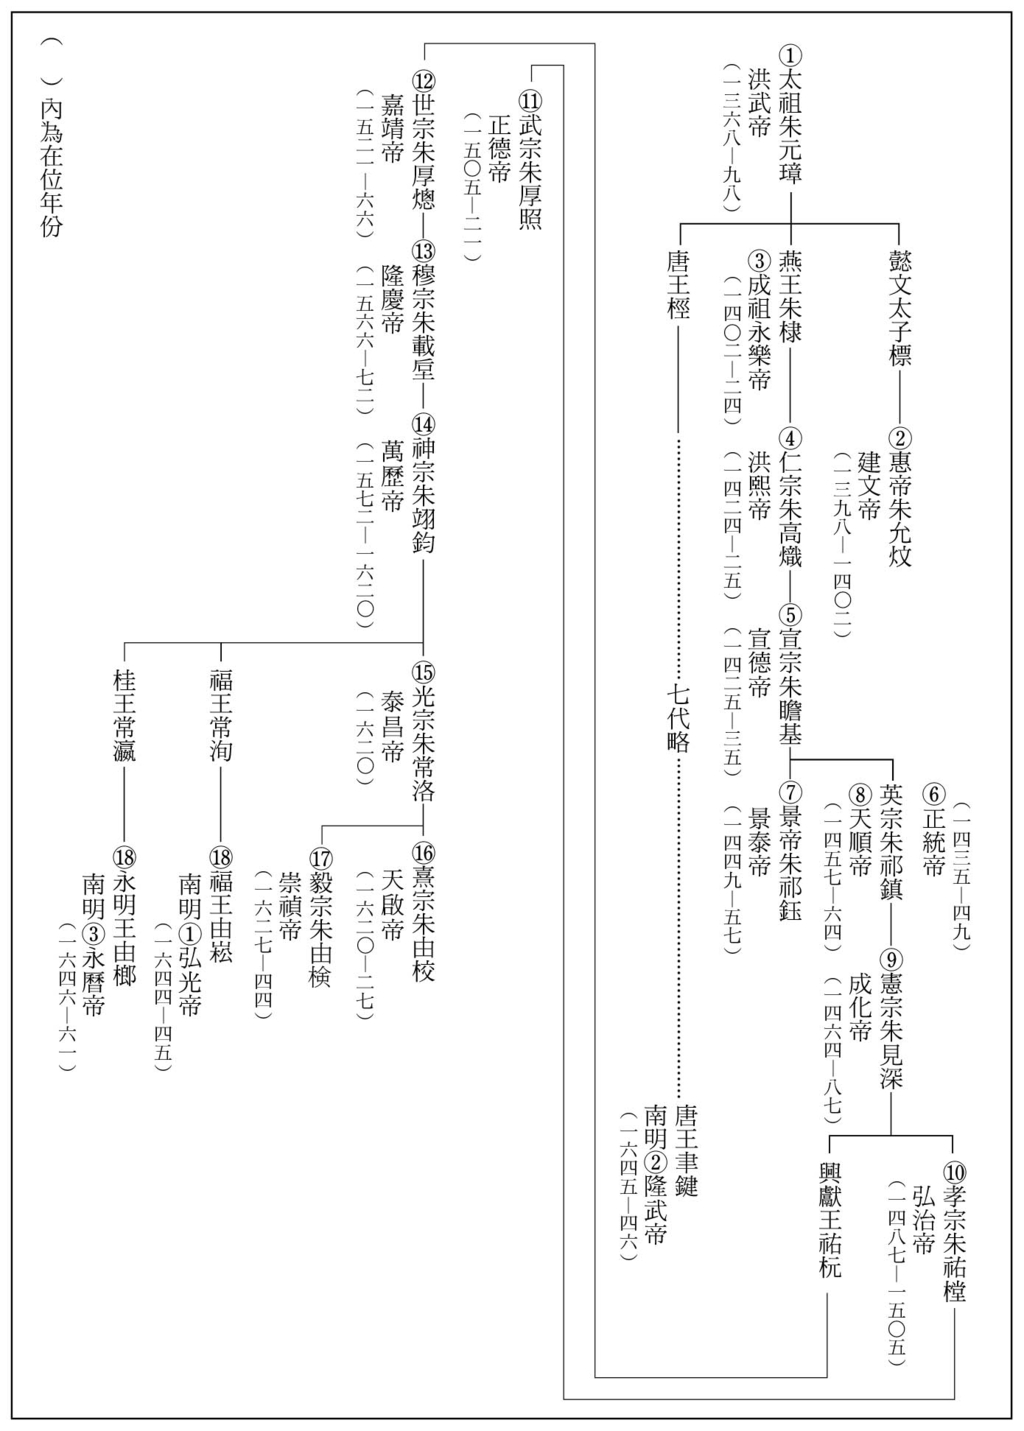 ①太祖朱元璋
洪武帝
（一三六八—九八）
懿文太子標
②惠帝朱允炆
建文帝
（一三九八—一四〇二）
燕王朱棣
③成祖永樂帝
（一四〇二—二四）
④仁宗朱高熾
洪熙帝
（一四二四—二五）
⑤宣宗朱瞻基
宣德帝
（一四二五—三五）
（一四三五—四九）
⑥正統帝
英宗朱祁鎮
⑧天順帝
（一四五七—六四）
⑦景帝朱祁鈺
景泰帝
（一四四九—五七）
⑨憲宗朱見深
成化帝
（一四六四—八七）
⑩孝宗朱祐樘
弘治帝
（一四八七—一五〇五）
興獻王祐杬
唐王桱
七代略
唐王聿鍵
南明②隆武帝
（一六四五—四六）
⑪武宗朱厚照
正德帝
（一五〇五—二一）
⑫世宗朱厚熜
嘉靖帝
（一五二一—六六）
⑬穆宗朱載垕
隆慶帝
（一五六六—七二）
⑭神宗朱翊鈞
萬歷帝
（一五七二—一六二〇）
⑮光宗朱常洛
泰昌帝
（一六二〇）
⑯熹宗朱由校
天啟帝
（一六二〇—二七）
⑰毅宗朱由検
崇禎帝
（一六二七—四四）
福王常洵
⑱福王由崧
南明①弘光帝
（一六四四—四五）
桂王常瀛
⑱永明王由榔
南明③永曆帝
（一六四六—六一）
（　）內為在位年份